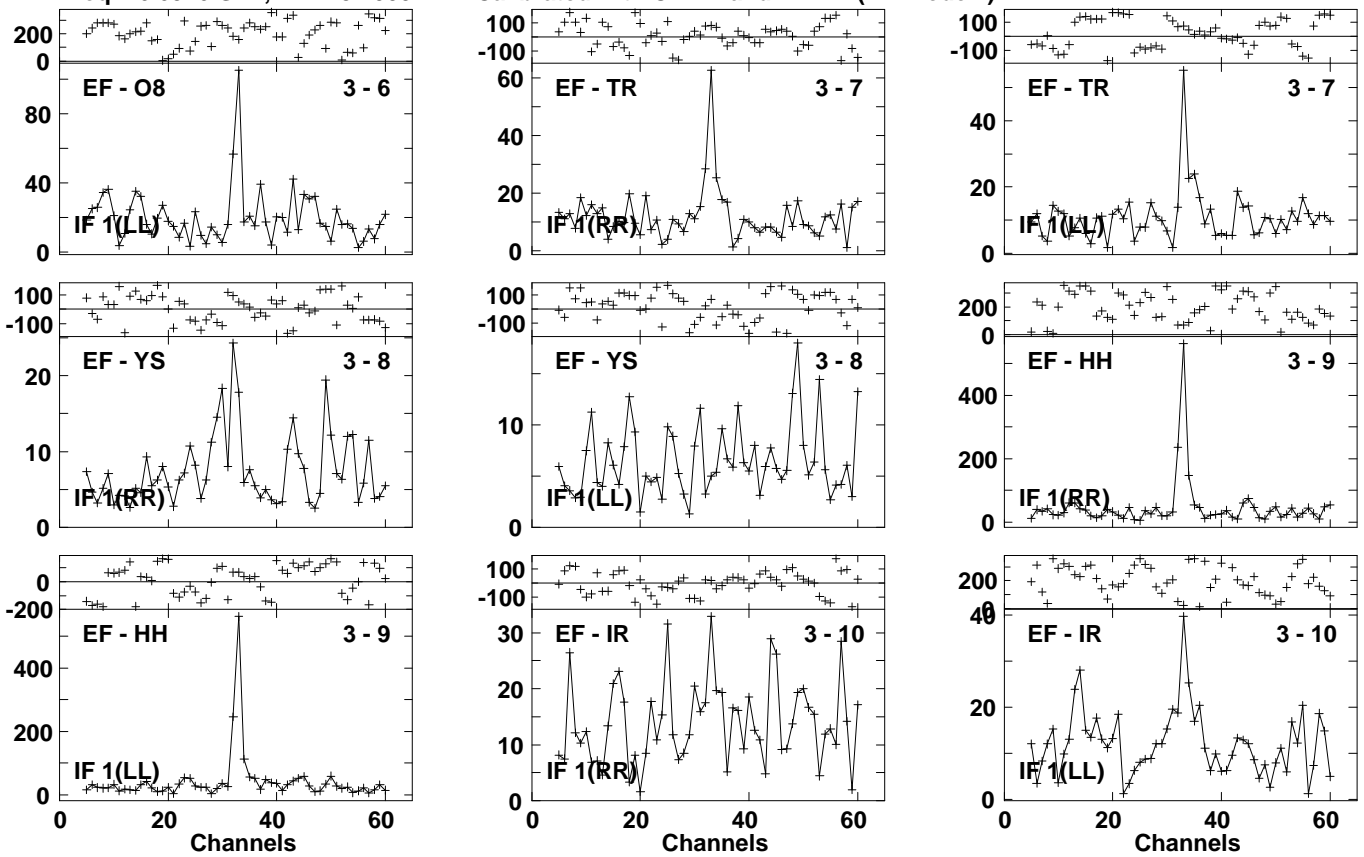 200
0
100
-100
100
-100
EF - O8 3 - 6
EF - TR 3 - 7
EF - TR 3 - 7
80
40
0
60
40
20
0
40
20
0
IF 1(LL)
IF 1(RR)
IF 1(LL)
100
-100
100
-100
200
0
EF - YS 3 - 8
EF - YS 3 - 8
EF - HH 3 - 9
20
10
0
10
0
400
200
0
IF 1(RR)
IF 1(LL)
IF 1(RR)
0
-200
100
-100
200
0
EF - HH 3 - 9
EF - IR 3 - 10
EF - IR 3 - 10
400
200
0
30
20
10
0
40
20
0
IF 1(LL)
IF 1(RR)
IF 1(LL)
0 20 40 60
0 20 40 60
0 20 40 60
Channels
Channels
Channels